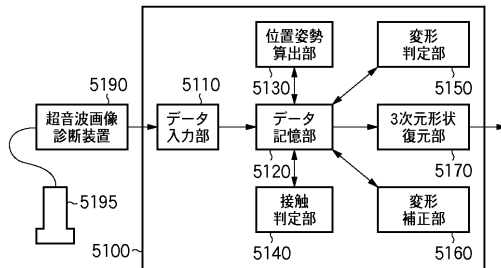 位置姿勢
算出部
5130
変形
判定部
5150
5190
超音波画像
診断装置
5110
データ
入力部
データ
記憶部
5120
3次元形状
復元部
5170
5195
接触
判定部
5140
変形
補正部
5160
5100